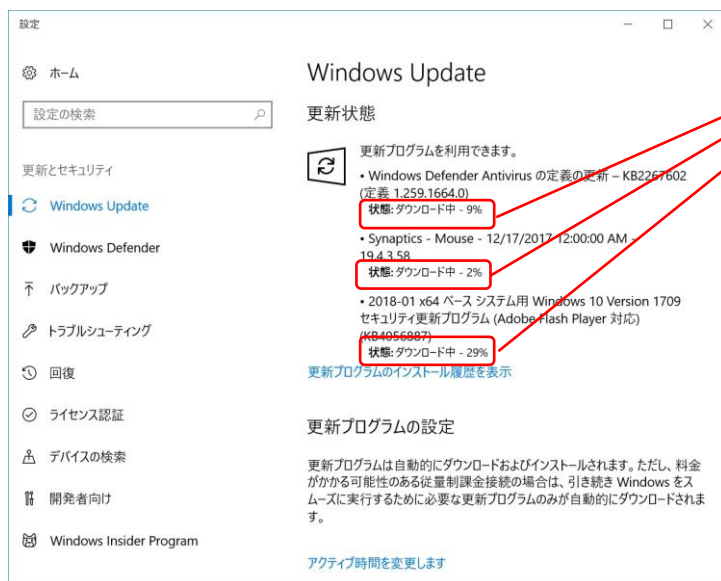 設定
ホーム
設定の検索
更新とセキュリティ
Windows Update
Windows Defender
バックアップ
トラブルシューティング
回復
ライセンス認証
デバイスの検索
開発者向け
Windows Insider Program
Windows Update
更新状態
更新プログラムを利用できます。
• Windows Defender Antivirus の定義の更新 – KB2267602
(定義 1.259.1664.0)
状態: ダウンロード中 - 9%
• Synaptics - Mouse - 12/17/2017 12:00:00 AM -
19.4.3.58
状態: ダウンロード中 - 2%
• 2018-01 x64 ベース システム用 Windows 10 Version 1709
セキュリティ更新プログラム (Adobe Flash Player 対応)
(KB4056887)
状態: ダウンロード中 - 29%
更新プログラムのインストール履歴を表示
更新プログラムの設定
更新プログラムは自動的にダウンロードおよびインストールされます。ただし、料金
がかかる可能性のある従量制課金接続の場合は、引き続き Windows をス
ムーズに実行するために必要な更新プログラムのみが自動的にダウンロードされま
す。
アクティブ時間を変更します